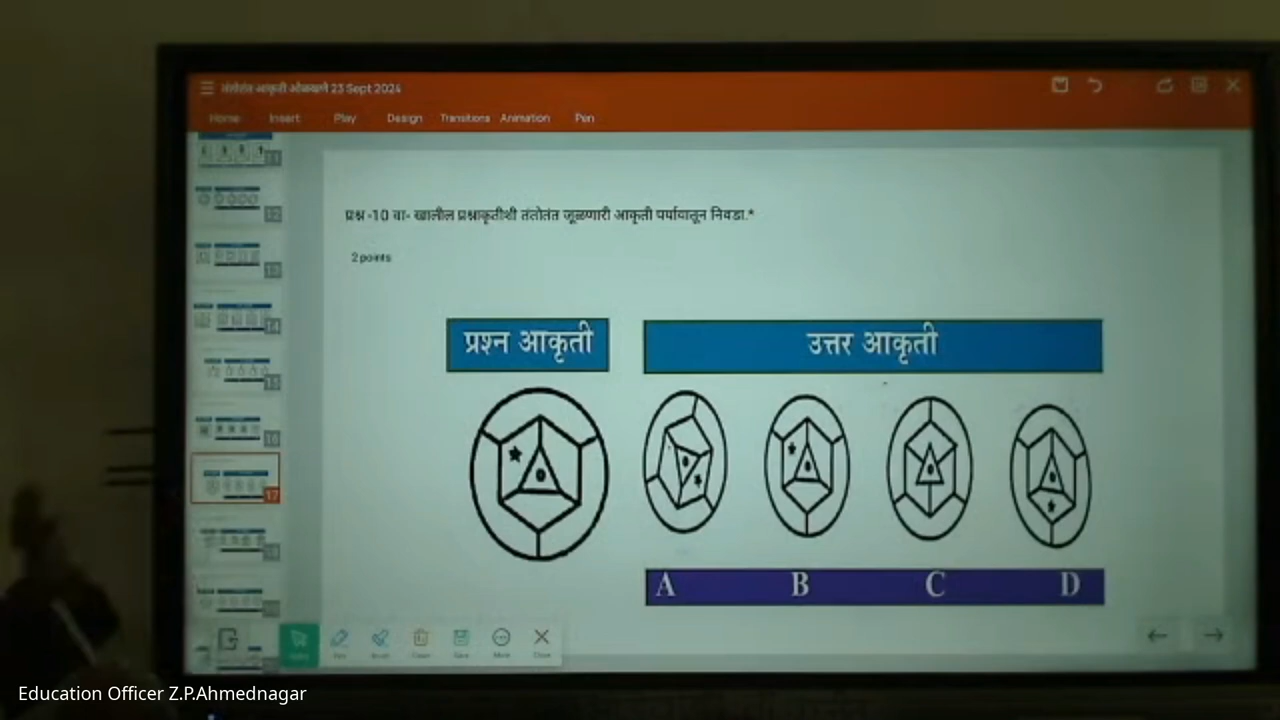 तंतोतंत आकृती ओळखणे 23 Sept 2024
Home Insert Play Design Transitions Animation Pen
प्रश्न -10 वा- खालील प्रश्नाकृतीशी तंतोतंत जूळणारी आकृती पर्यायातून निवडा.*
2 points
प्रश्न आकृती
उत्तर आकृती
A B C D
17
Education Officer Z.P.Ahmednagar